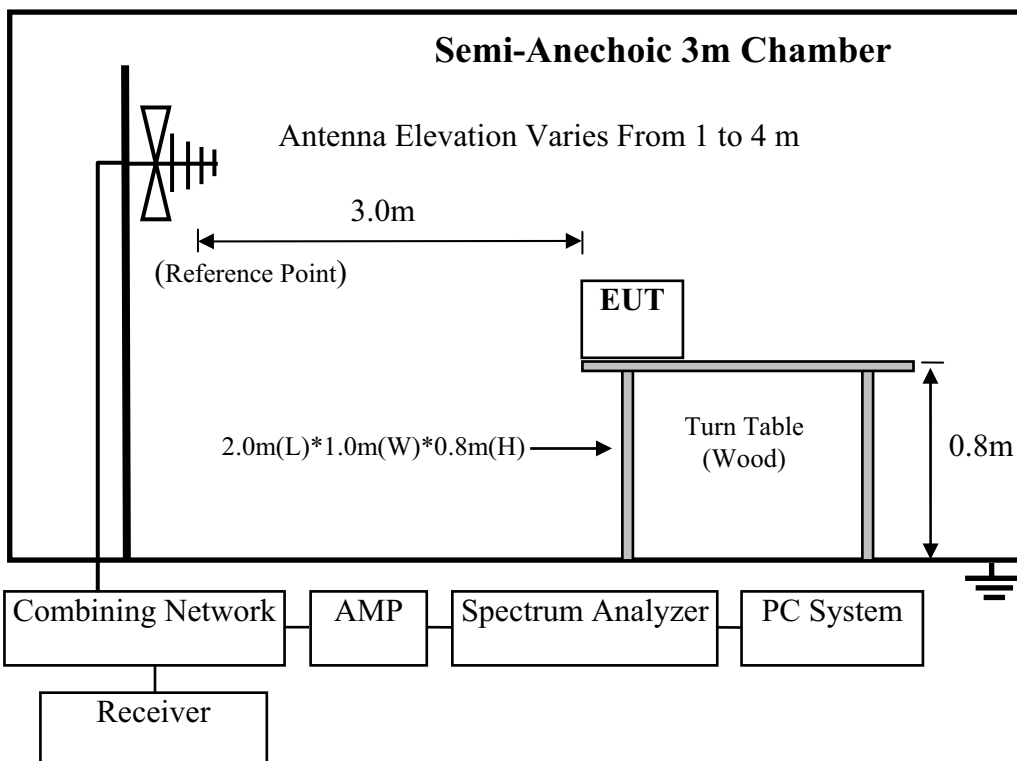 Semi-Anechoic 3m Chamber
Antenna Elevation Varies From 1 to 4 m
3.0m
(Reference Point)
EUT
2.0m(L)*1.0m(W)*0.8m(H)
Turn Table
(Wood)
0.8m
Combining Network
AMP
Spectrum Analyzer
PC System
Receiver